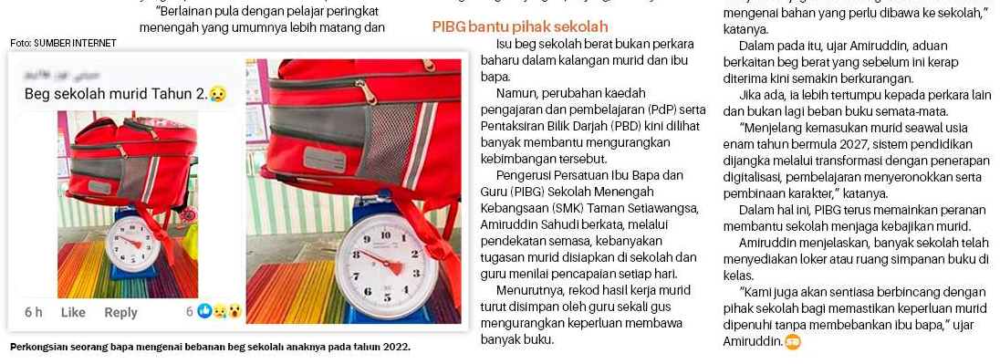 "Berlainan pula dengan pelajar peringkat
menengah yang umumnya lebih matang dan
Foto: SUMBER INTERNET
Beg sekolah murid Tahun 2.😥
6 h Like Reply 6
Perkongsian seorang bapa mengenai bebanan beg sekolah anaknya pada tahun 2022.
PIBG bantu pihak sekolah
Isu beg sekolah berat bukan perkara
baharu dalam kalangan murid dan ibu
bapa.
Namun, perubahan kaedah
pengajaran dan pembelajaran (PdP) serta
Pentaksiran Bilik Darjah (PBD) kini dilihat
banyak membantu mengurangkan
kebimbangan tersebut.
Pengerusi Persatuan Ibu Bapa dan
Guru (PIBG) Sekolah Menengah
Kebangsaan (SMK) Taman Setiawangsa,
Amiruddin Sahudi berkata, melalui
pendekatan semasa, kebanyakan
tugasan murid disiapkan di sekolah dan
guru menilai pencapaian setiap hari.
Menurutnya, rekod hasil kerja murid
turut disimpan oleh guru sekali gus
mengurangkan keperluan membawa
banyak buku.
mengenai bahan yang perlu dibawa ke sekolah,"
katanya.
Dalam pada itu, ujar Amiruddin, aduan
berkaitan beg berat yang sebelum ini kerap
diterima kini semakin berkurangan.
Jika ada, ia lebih tertumpu kepada perkara lain
dan bukan lagi beban buku semata-mata.
"Menjelang kemasukan murid seawal usia
enam tahun bermula 2027, sistem pendidikan
dijangka melalui transformasi dengan penerapan
digitalisasi, pembelajaran menyeronokkan serta
pembinaan karakter," katanya.
Dalam hal ini, PIBG terus memainkan peranan
membantu sekolah menjaga kebajikan murid.
Amiruddin menjelaskan, banyak sekolah telah
menyediakan loker atau ruang simpanan buku di
kelas.
"Kami juga akan sentiasa berbincang dengan
pihak sekolah bagi memastikan keperluan murid
dipenuhi tanpa membebankan ibu bapa," ujar
Amiruddin.